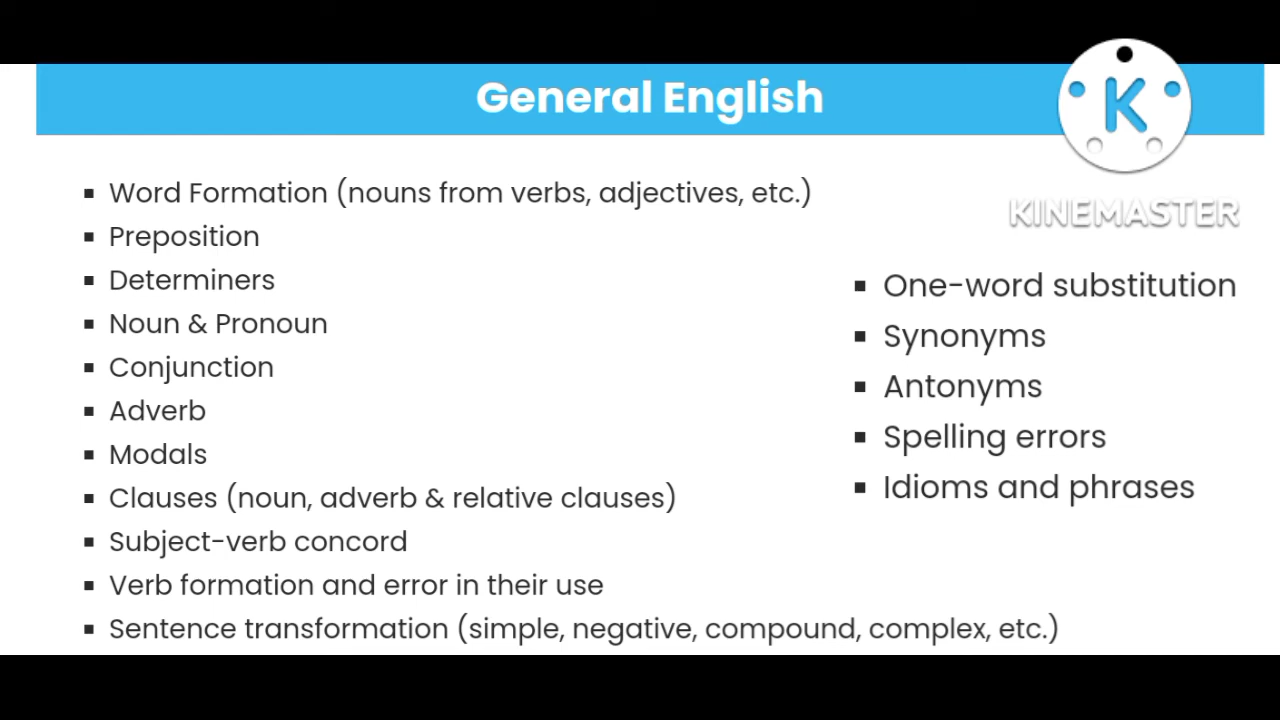 General English
K
KINEMASTER
Word Formation (nouns from verbs, adjectives, etc.)
Preposition
Determiners
Noun & Pronoun
Conjunction
Adverb
Modals
Clauses (noun, adverb & relative clauses)
Subject-verb concord
Verb formation and error in their use
Sentence transformation (simple, negative, compound, complex, etc.)
One-word substitution
Synonyms
Antonyms
Spelling errors
Idioms and phrases